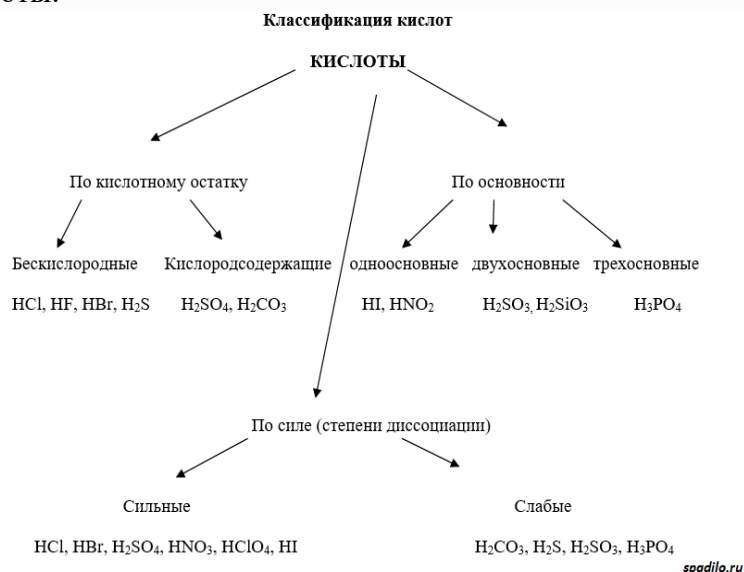 Классификация кислот
КИСЛОТЫ
По кислотному остатку
По основности
Бескислородные Кислородсодержащие одноосновные двухосновные трехосновные
HCl, HF, HBr, H₂S H₂SO₄, H₂CO₃ HI, HNO₂ H₂SO₃, H₂SiO₃ H₃PO₄
По силе (степени диссоциации)
Сильные Слабые
HCl, HBr, H₂SO₄, HNO₃, HClO₄, HI H₂CO₃, H₂S, H₂SO₃, H₃PO₄
spadilo.ru